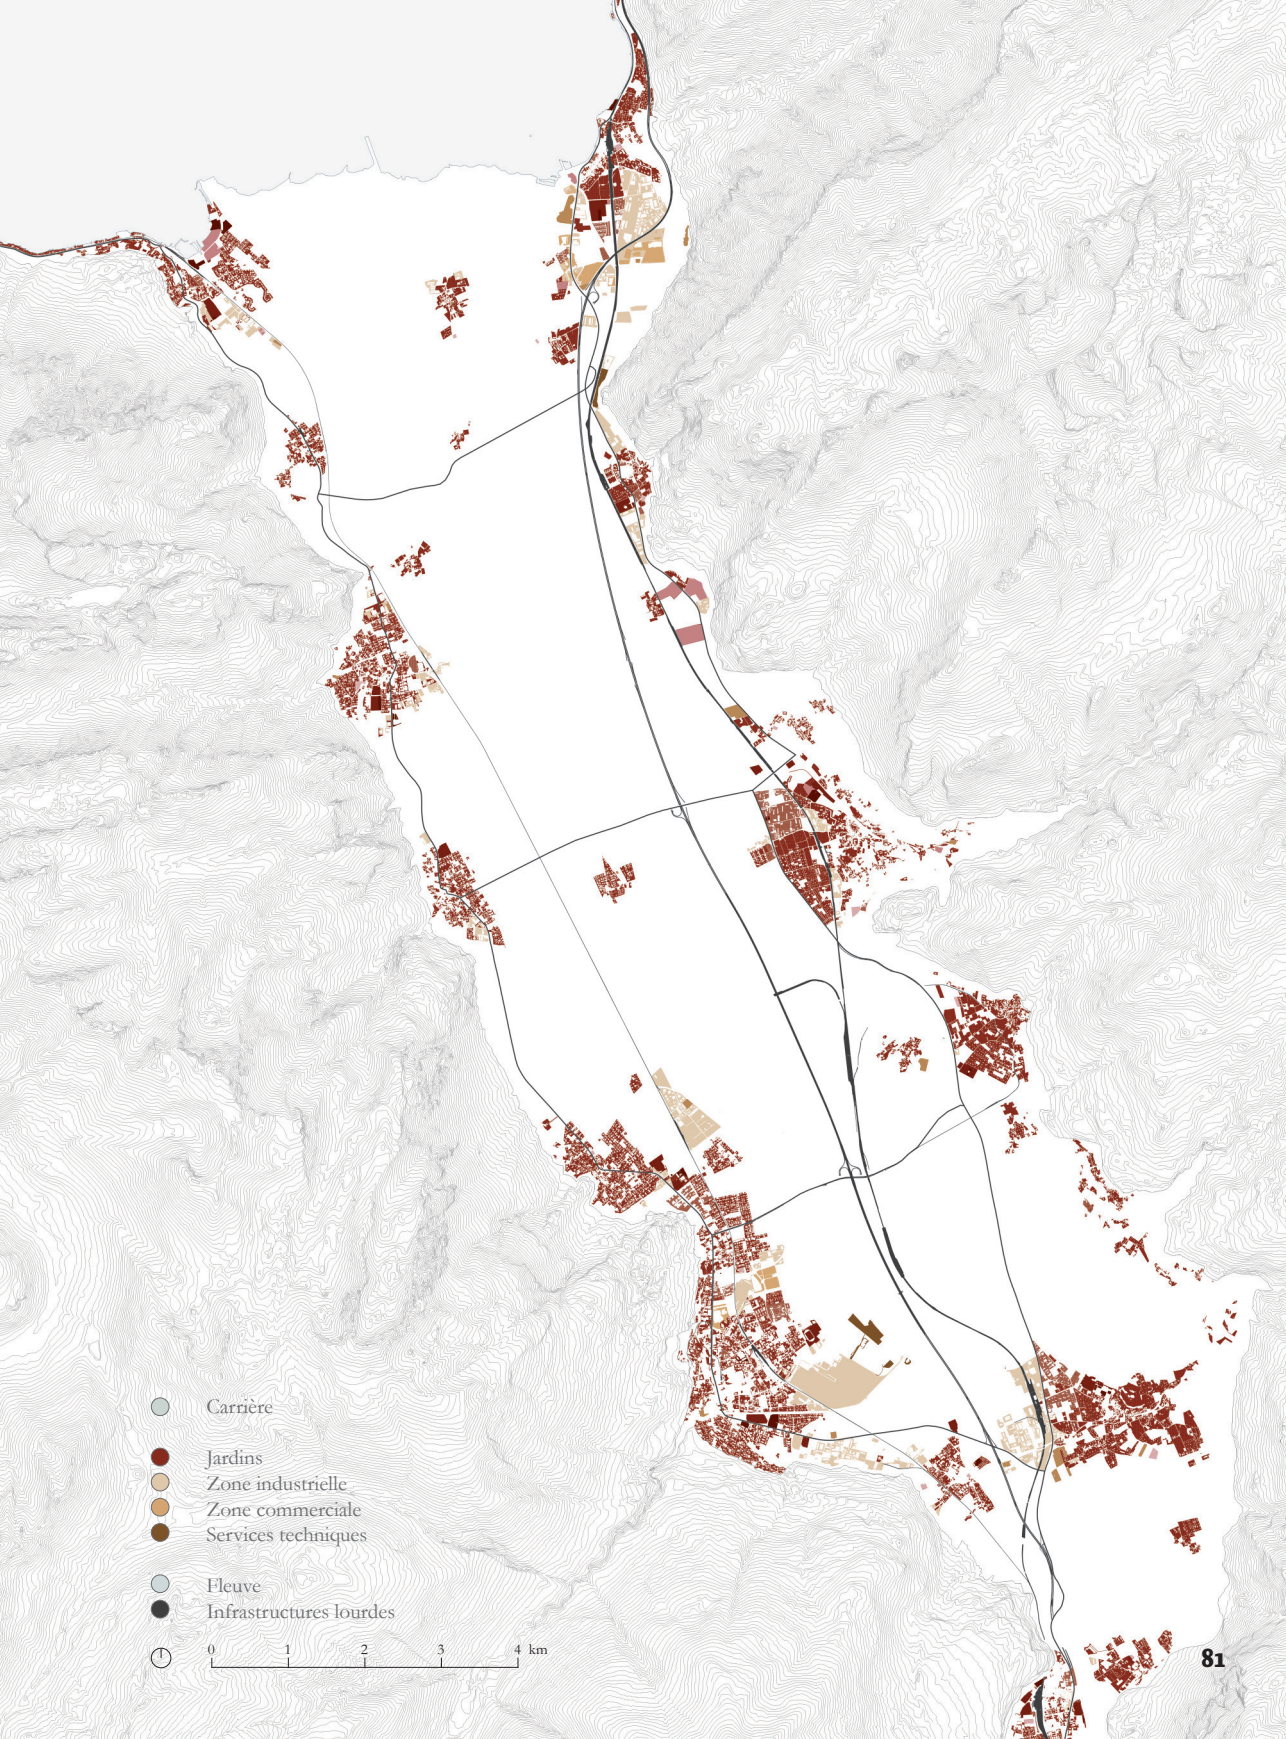 Carrière
Jardins
Zone industrielle
Zone commerciale
Services techniques
Fleuve
Infrastructures lourdes
0 1 2 3 4 km
81